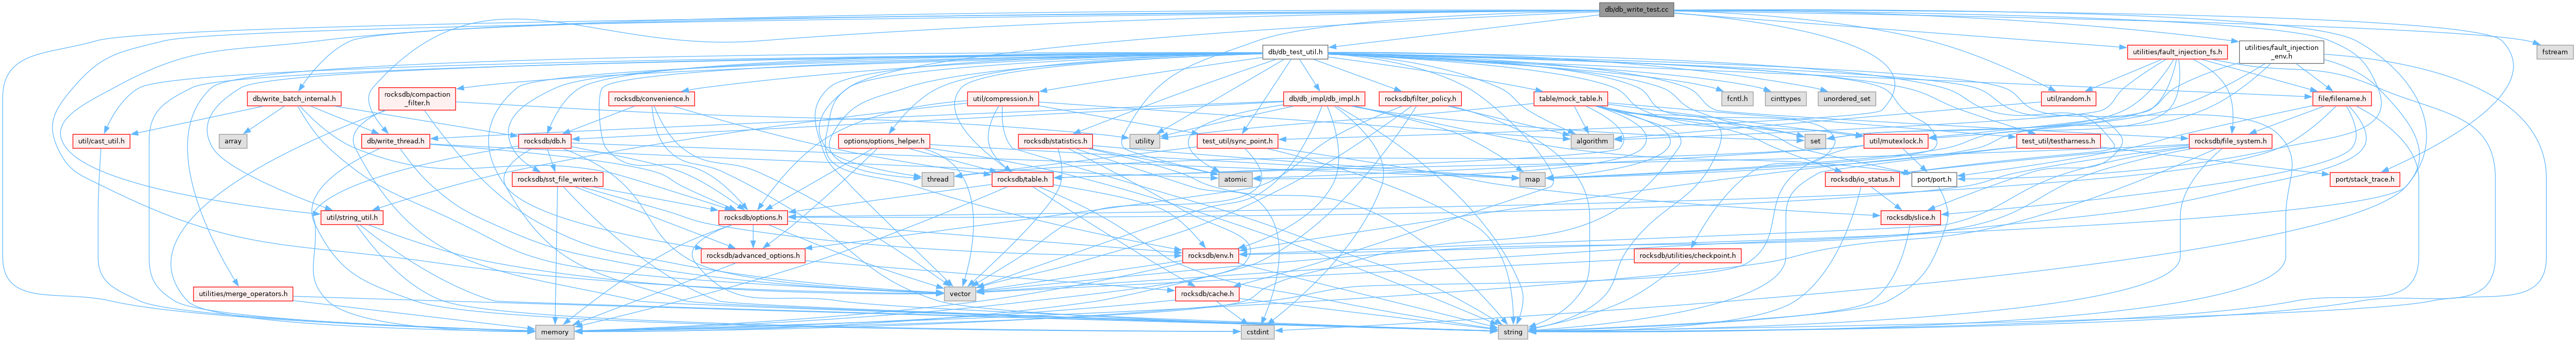 db/db_write_test.cc
db/db_test_util.h
utilities/fault_injection_fs.h
utilities/fault_injection
_env.h
fstream
db/write_batch_internal.h
rocksdb/compaction
_filter.h
rocksdb/convenience.h
util/compression.h
db/db_impl/db_impl.h
rocksdb/filter_policy.h
table/mock_table.h
fcntl.h
cinttypes
unordered_set
util/random.h
file/filename.h
util/cast_util.h
array
db/write_thread.h
rocksdb/db.h
options/options_helper.h
rocksdb/statistics.h
utility
test_util/sync_point.h
algorithm
util/mutexlock.h
set
test_util/testharness.h
rocksdb/file_system.h
rocksdb/sst_file_writer.h
thread
rocksdb/table.h
atomic
map
rocksdb/io_status.h
port/port.h
port/stack_trace.h
util/string_util.h
rocksdb/options.h
rocksdb/slice.h
rocksdb/advanced_options.h
rocksdb/env.h
rocksdb/utilities/checkpoint.h
utilities/merge_operators.h
vector
rocksdb/cache.h
memory
cstdint
string